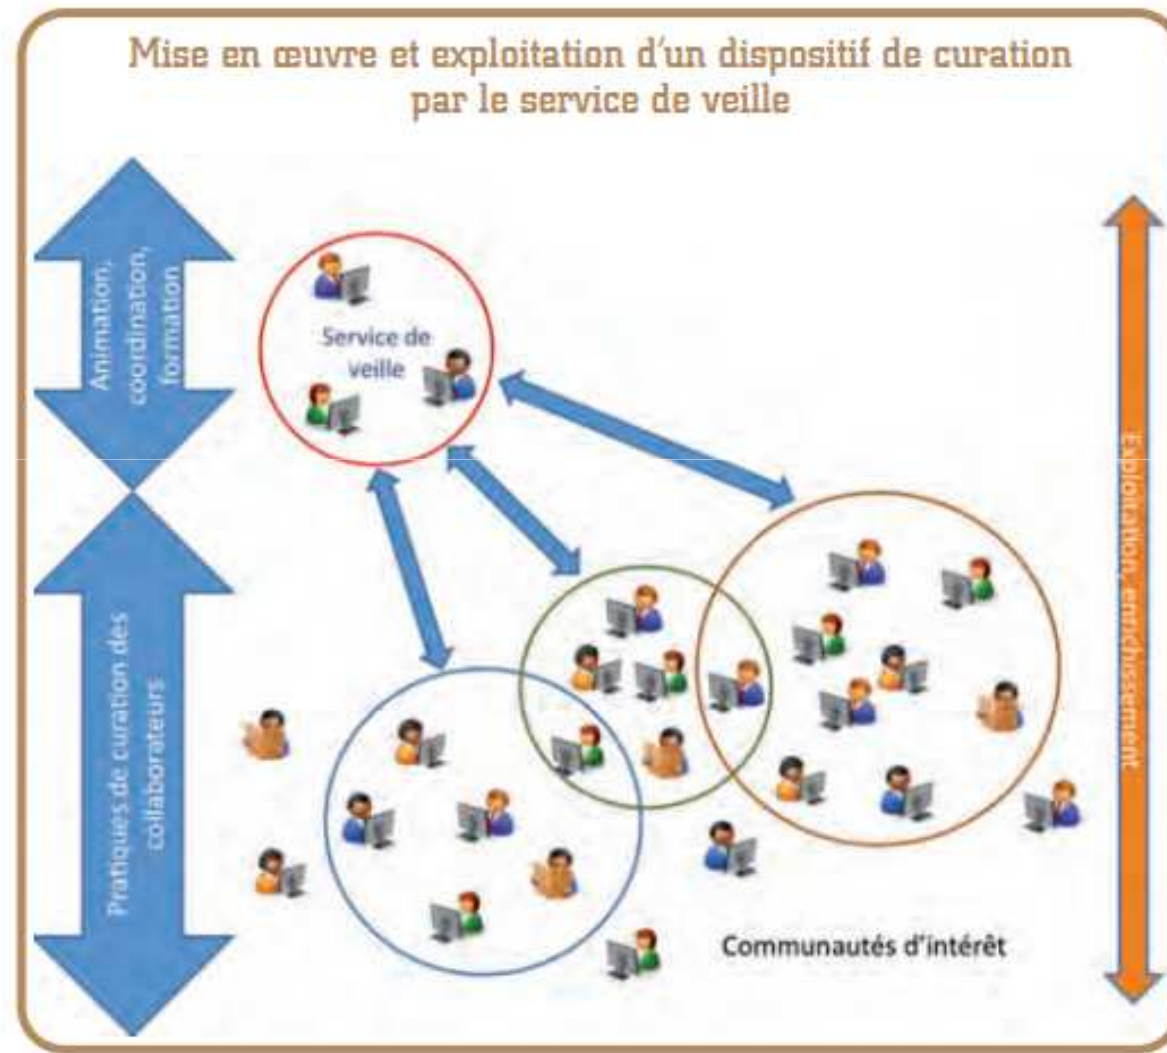 Mise en œuvre et exploitation d'un dispositif de curation
par le service de veille
Animation,
coordination,
formation
Service de
veille
Exploitation, enrichissement
Pratiques de curation des
collaborateurs
Communautés d'intérêt